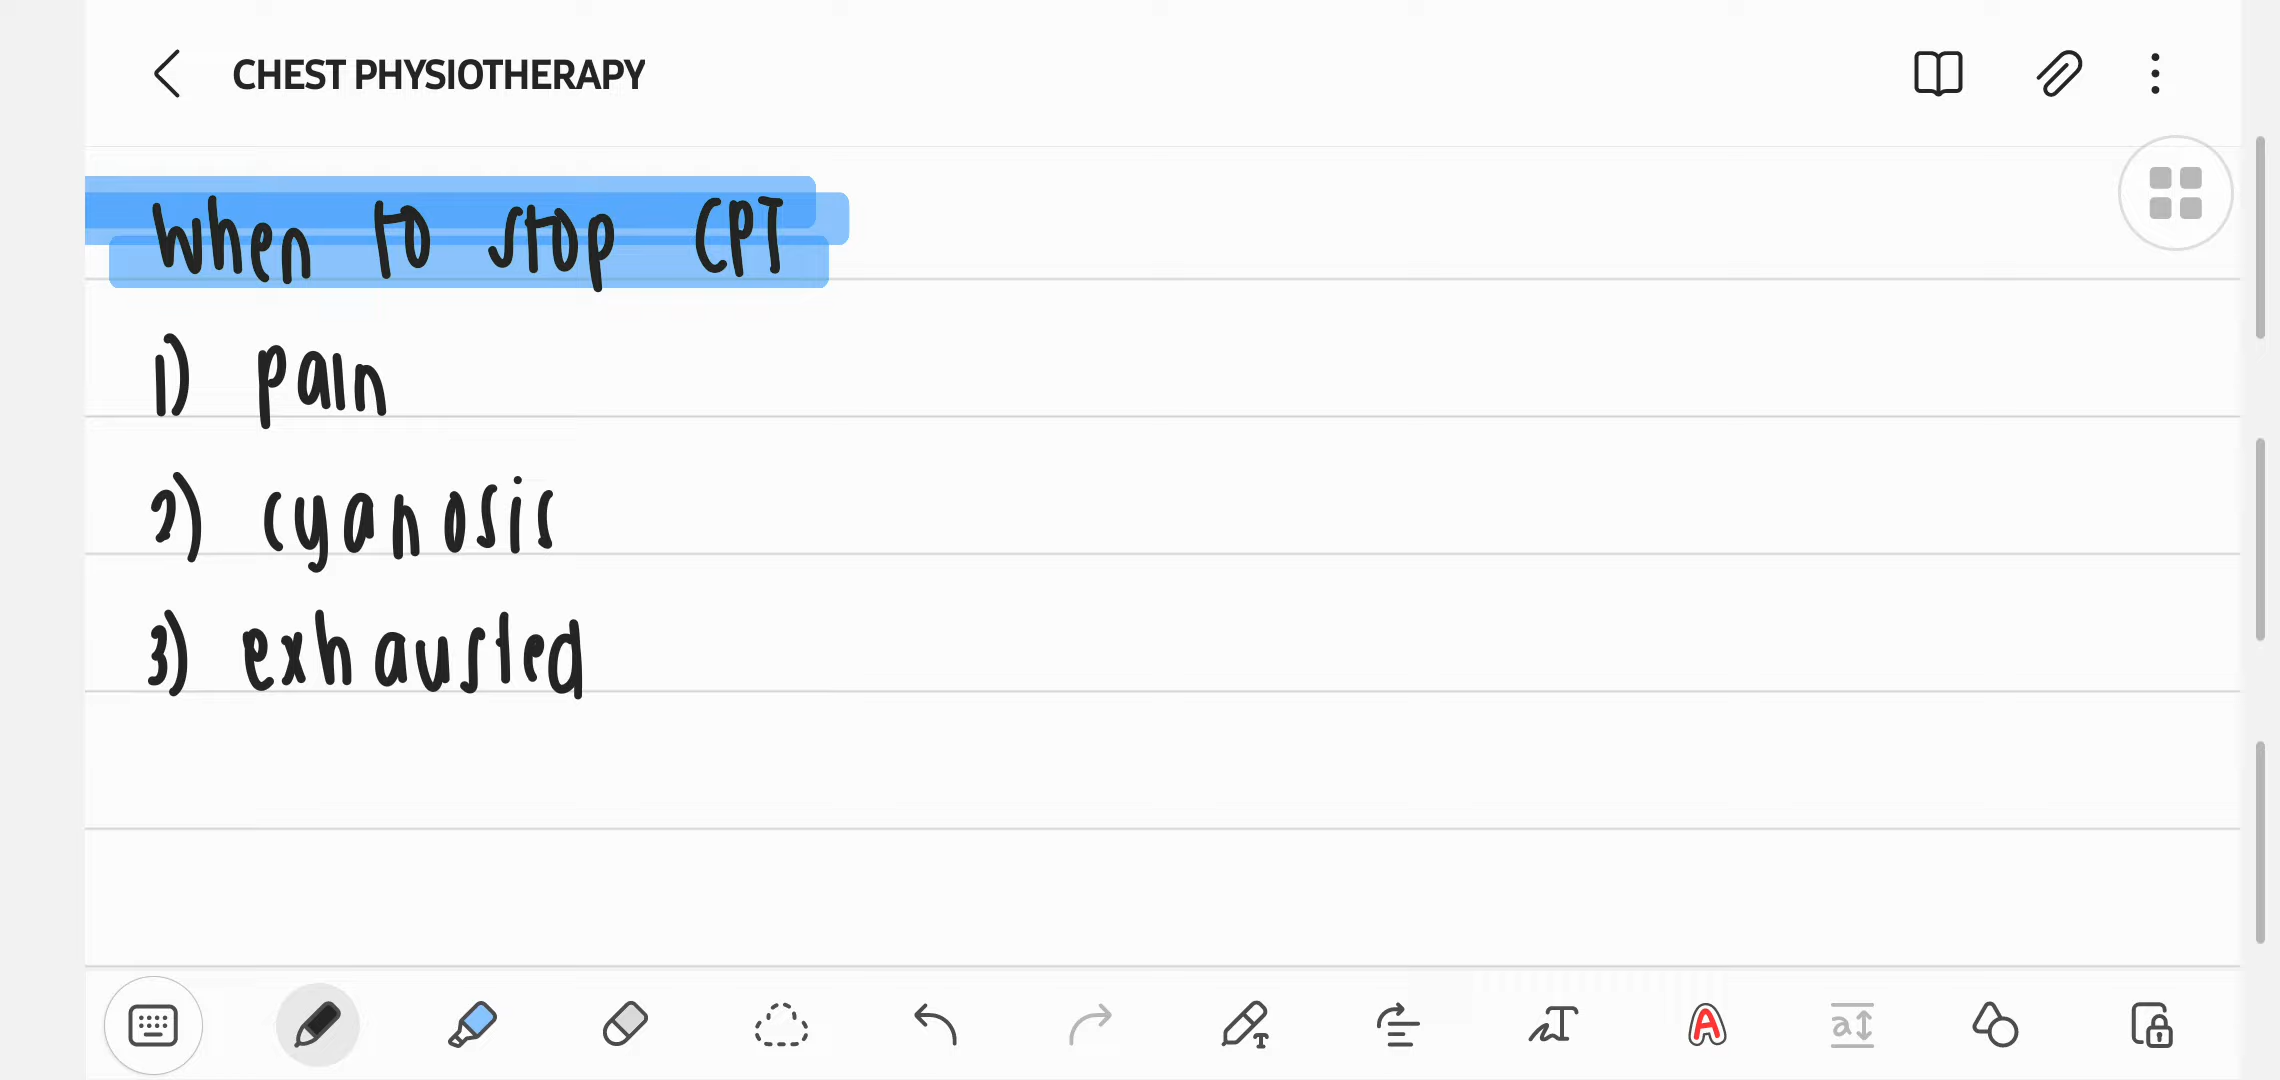 CHEST PHYSIOTHERAPY
When to stop CPT
1) pain
2) cyanosis
3) exhausted